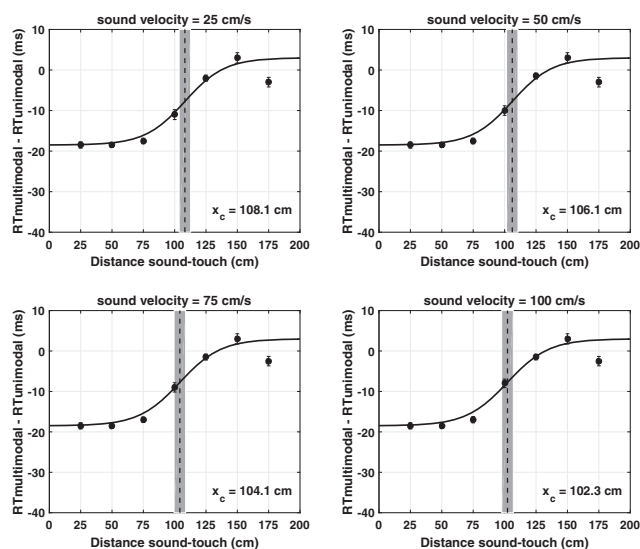 sound velocity = 25 cm/s
RTmultimodal - RTunimodal (ms)
10
0
-10
-20
-30
-40
x_c = 108.1 cm
0 25 50 75 100 125 150 175 200
Distance sound-touch (cm)
sound velocity = 50 cm/s
RTmultimodal - RTunimodal (ms)
10
0
-10
-20
-30
-40
x_c = 106.1 cm
0 25 50 75 100 125 150 175 200
Distance sound-touch (cm)
sound velocity = 75 cm/s
RTmultimodal - RTunimodal (ms)
10
0
-10
-20
-30
-40
x_c = 104.1 cm
0 25 50 75 100 125 150 175 200
Distance sound-touch (cm)
sound velocity = 100 cm/s
RTmultimodal - RTunimodal (ms)
10
0
-10
-20
-30
-40
x_c = 102.3 cm
0 25 50 75 100 125 150 175 200
Distance sound-touch (cm)